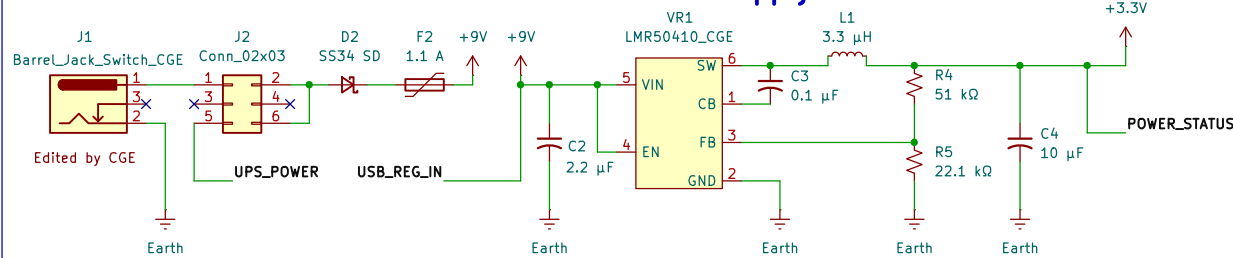 J1
Barrel_Jack_Switch_CGE
1
3
2
Edited by CGE
J2
Conn_02x03
1
3
5
2
4
6
D2
SS34 SD
F2
1.1 A
+9V
+9V
UPS_POWER
USB_REG_IN
Earth
C2
2.2 µF
Earth
VR1
LMR50410_CGE
5
VIN
4
EN
SW
6
CB
1
FB
3
GND
2
C3
0.1 µF
Earth
L1
3.3 µH
R4
51 kΩ
R5
22.1 kΩ
Earth
C4
10 µF
Earth
+3.3V
POWER_STATUS